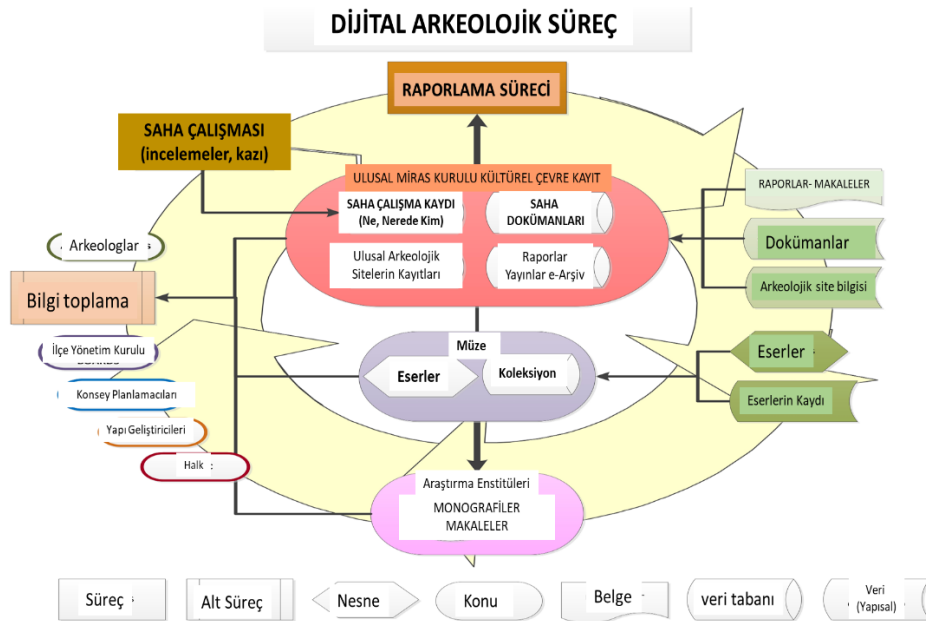 DİJİTAL ARKEOLOJİK SÜREÇ
RAPORLAMA SÜRECİ
SAHA ÇALIŞMASI
(incelemeler, kazı)
ULUSAL MİRAS KURULU KÜLTÜREL ÇEVRE KAYIT
SAHA ÇALIŞMA KAYDI
(Ne, Nerede Kim)
SAHA
DOKÜMANLARI
Ulusal Arkeolojik
Sitelerin Kayıtları
Raporlar
Yayınlar e-Arşiv
RAPORLAR- MAKALELER
Dokümanlar
Arkeolojik site bilgisi
Arkeologlar
Bilgi toplama
İlçe Yönetim Kurulu
Konsey Planlamacıları
Yapı Geliştiricileri
Halk :
Müze
Eserler
Koleksiyon
Eserler
Eserlerin Kaydı
Araştırma Enstitüleri
MONOGRAFİLER
MAKALELER
Süreç
Alt Süreç
Nesne
Konu
Belge
veri tabanı
Veri
(Yapısal)